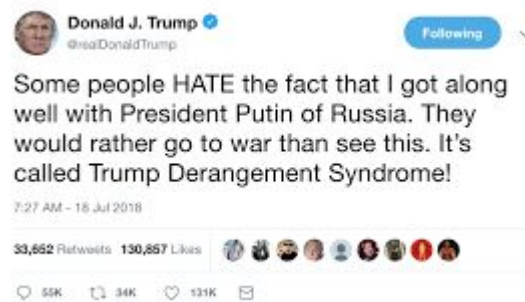 Donald J. Trump
@realDonaldTrump
Following
Some people HATE the fact that I got along
well with President Putin of Russia. They
would rather go to war than see this. It's
called Trump Derangement Syndrome!
7:27 AM - 18 Jul 2018
33,652 Retweets 130,857 Likes
55K 34K 131K